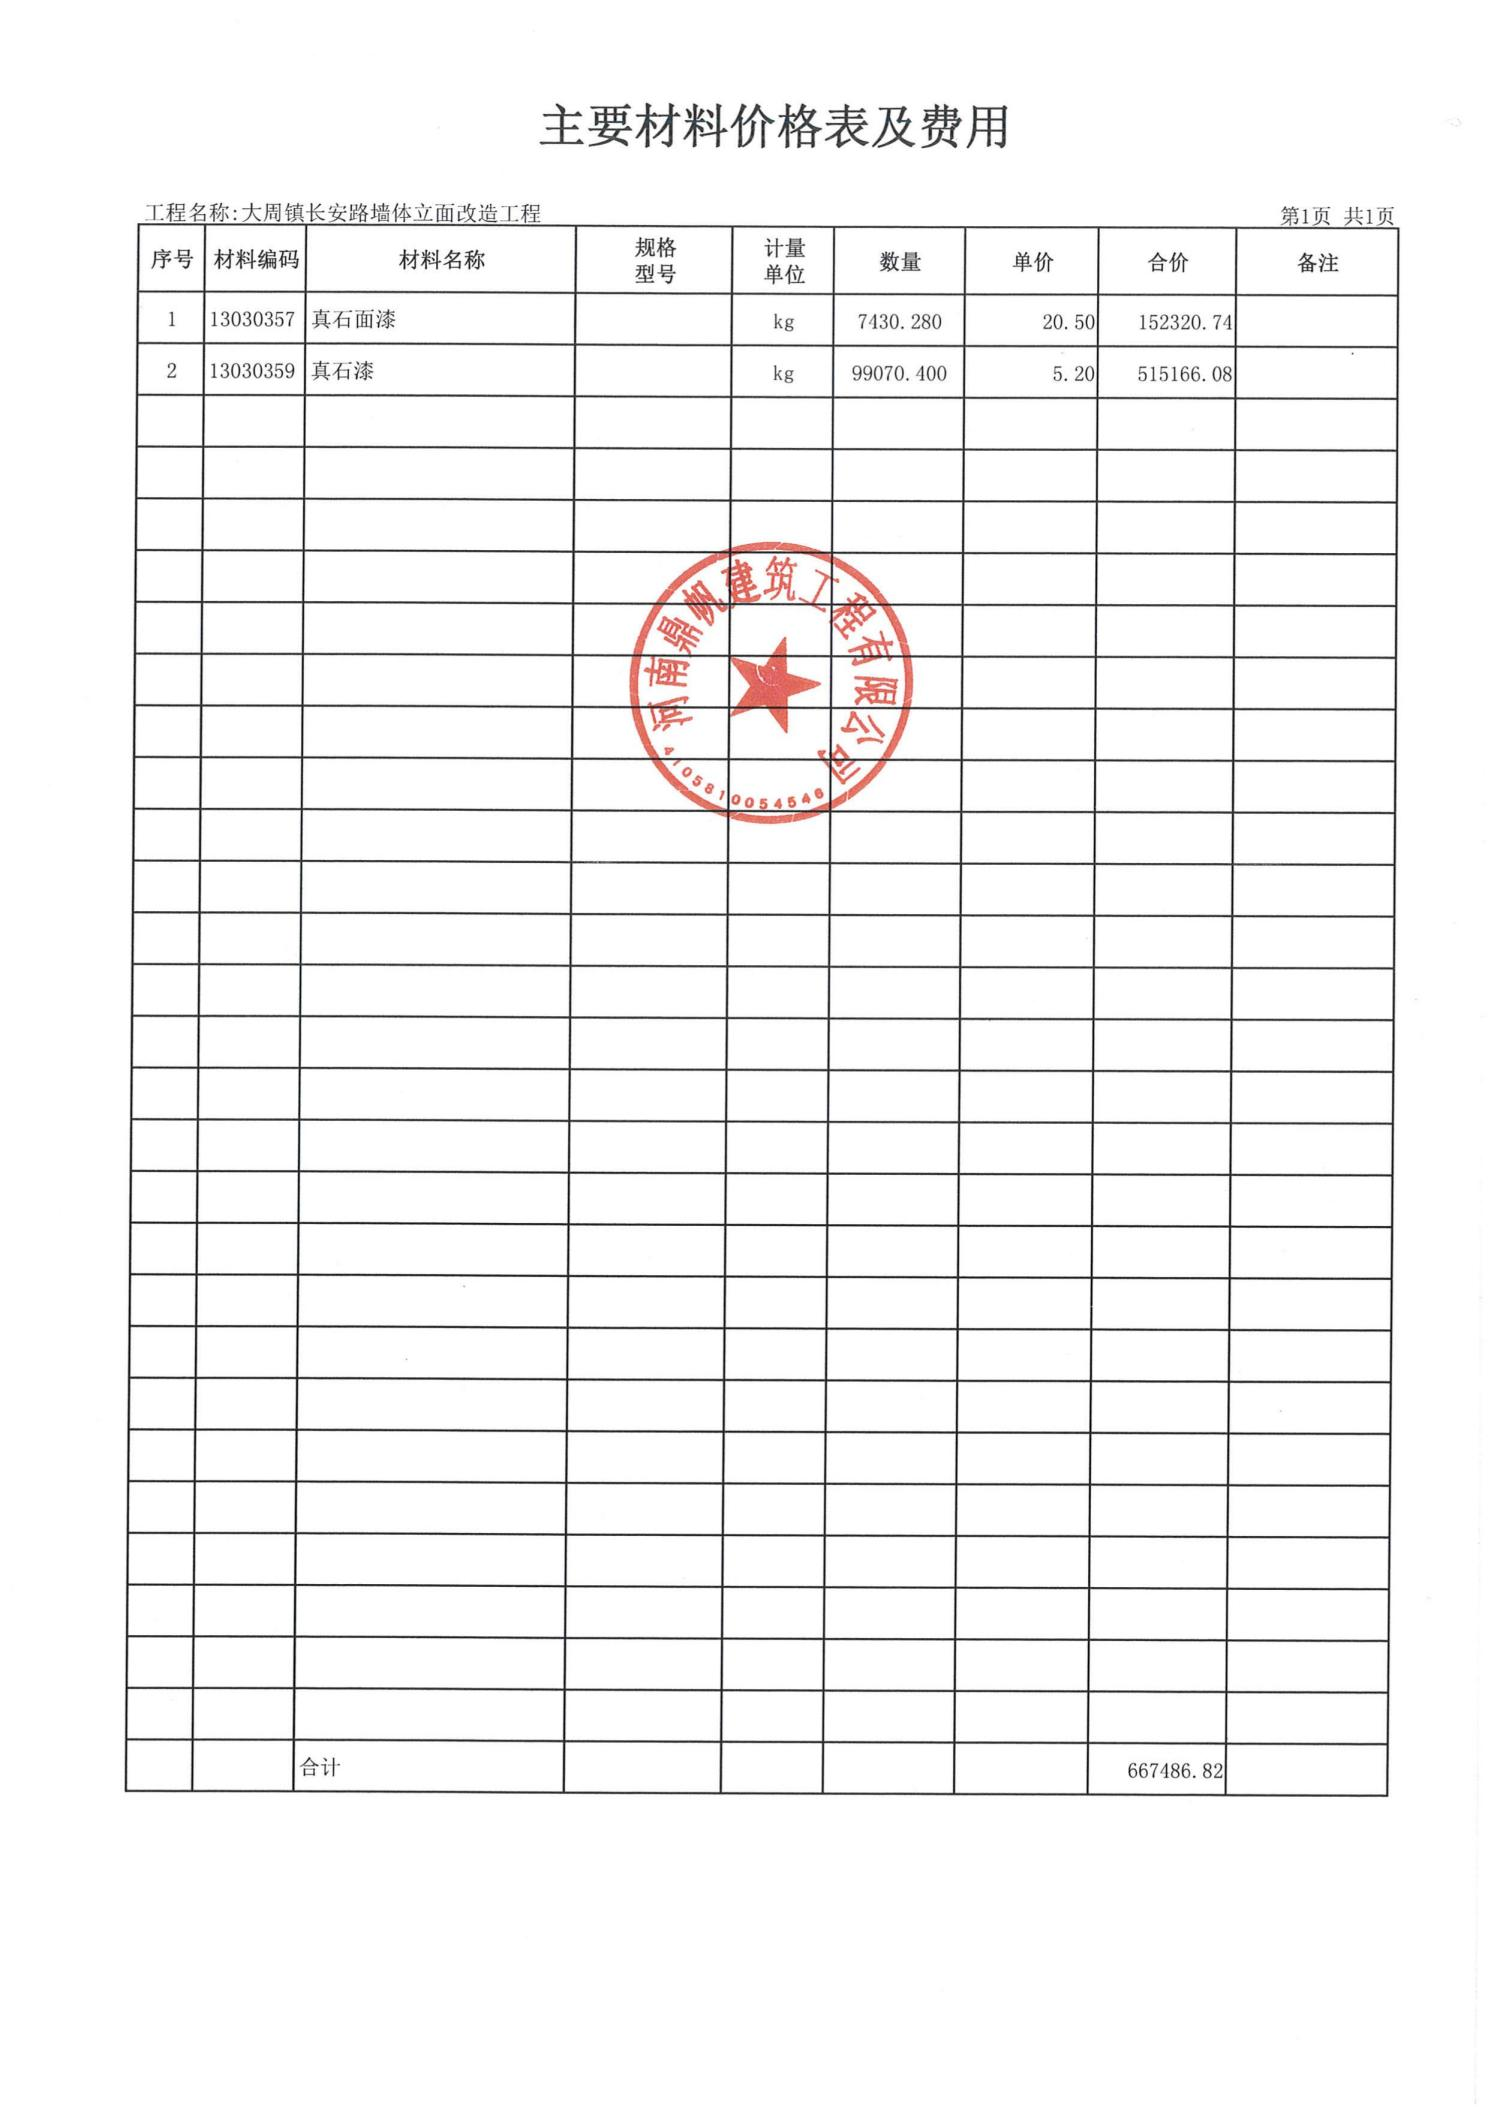 主要材料价格表及费用
工程名称:大周镇长安路墙体立面改造工程 第1页 共1页
序号 材料编码 材料名称 规格型号 计量单位 数量 单价 合价 备注
1 13030357 真石面漆 kg 7430.280 20.50 152320.74
2 13030359 真石漆 kg 99070.400 5.20 515166.08
河南鼎帆建筑工程有限公司
4105810054546
合计 667486.82